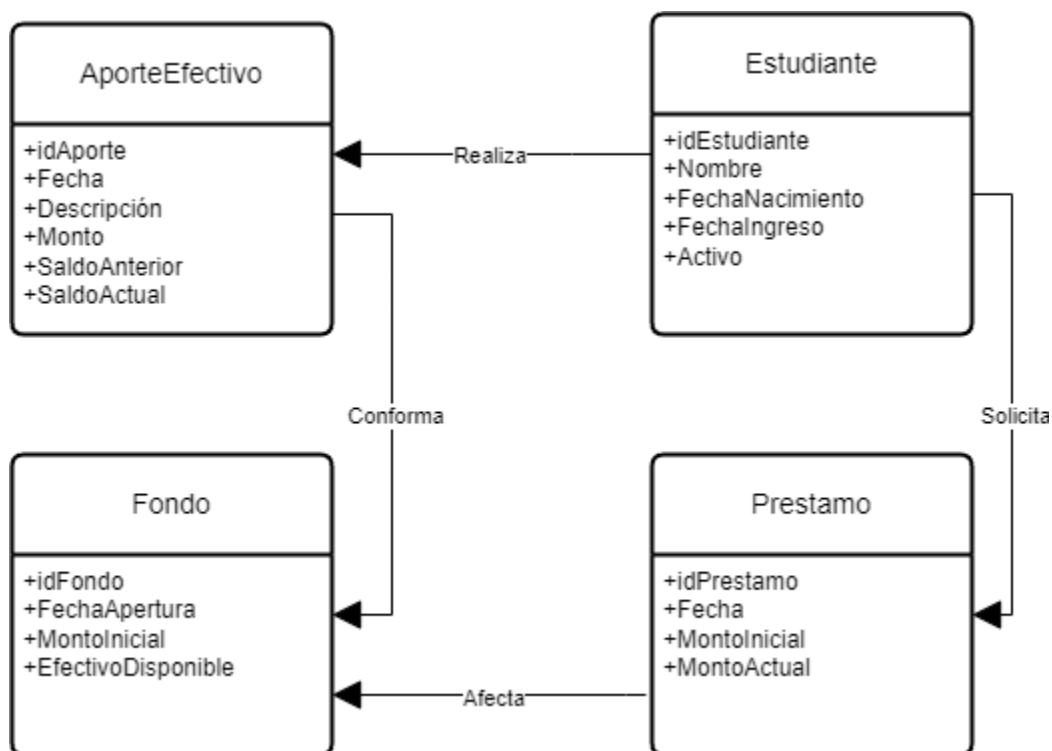 AporteEfectivo
+idAporte
+Fecha
+Descripción
+Monto
+SaldoAnterior
+SaldoActual
Realiza
Estudiante
+idEstudiante
+Nombre
+FechaNacimiento
+FechaIngreso
+Activo
Conforma
Solicita
Fondo
+idFondo
+FechaApertura
+MontoInicial
+EfectivoDisponible
Afecta
Prestamo
+idPrestamo
+Fecha
+MontoInicial
+MontoActual